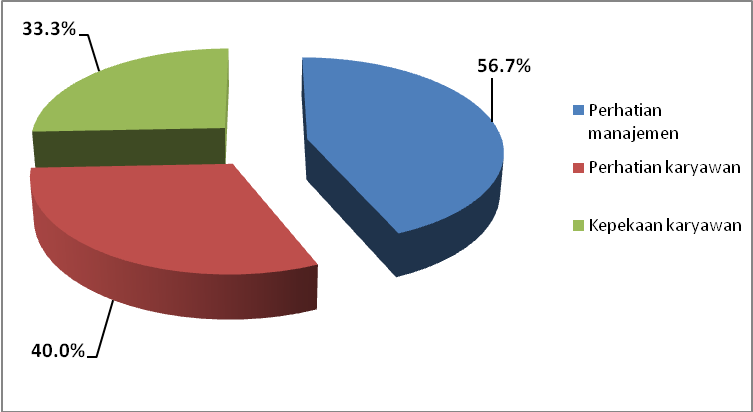 33.3%
56.7%
Perhatian
manajemen
Perhatian karyawan
Kepekaan karyawan
40.0%